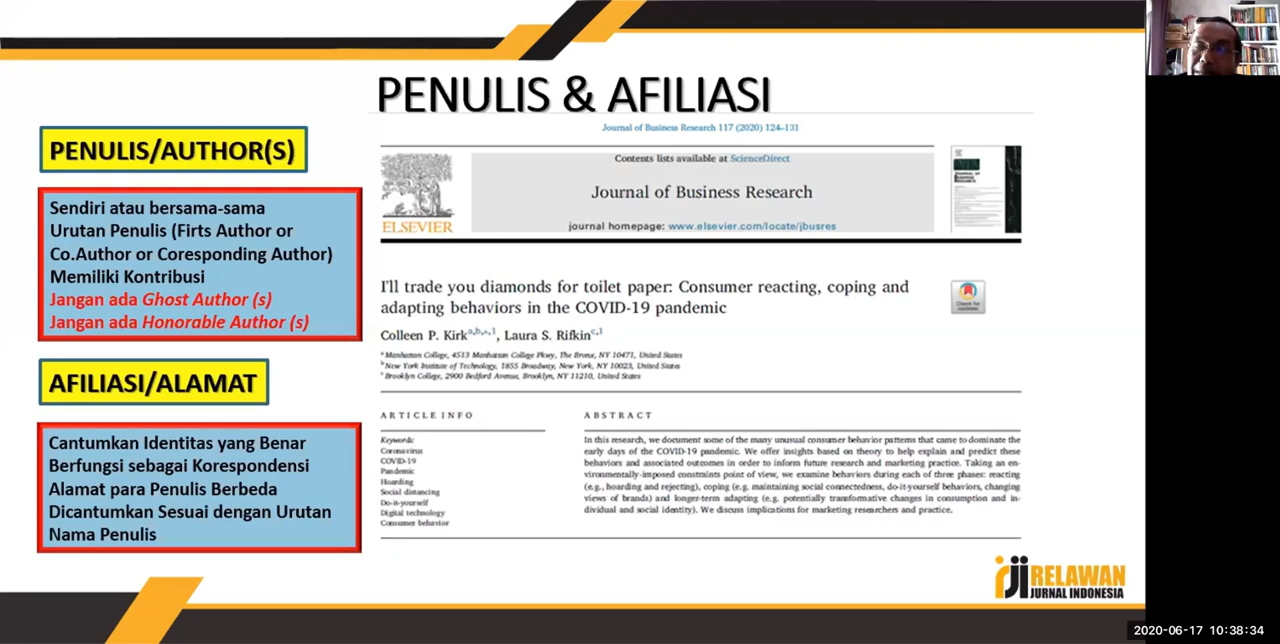 PENULIS & AFILIASI
PENULIS/AUTHOR(S)
Sendiri atau bersama-sama
Urutan Penulis (Firts Author or
Co.Author or Coresponding Author)
Memiliki Kontribusi
Jangan ada Ghost Author (s)
Jangan ada Honorable Author (s)
AFILIASI/ALAMAT
Cantumkan Identitas yang Benar
Berfungsi sebagai Korespondensi
Alamat para Penulis Berbeda
Dicantumkan Sesuai dengan Urutan
Nama Penulis
Journal of Business Research 117 (2020) 124–131
Contents lists available at ScienceDirect
Journal of Business Research
journal homepage: www.elsevier.com/locate/jbusres
ELSEVIER
I'll trade you diamonds for toilet paper: Consumer reacting, coping and
adapting behaviors in the COVID-19 pandemic
Colleen P. Kirk a,b,*,1, Laura S. Rifkin c,1
a Manhattan College, 4513 Manhattan College Pkwy, The Bronx, NY 10471, United States
b New York Institute of Technology, 1855 Broadway, New York, NY 10023, United States
c Brooklyn College, 2900 Bedford Avenue, Brooklyn, NY 11210, United States
ARTICLE INFO
Keywords:
Coronavirus
COVID-19
Pandemic
Hoarding
Social distancing
Do-it-yourself
Digital technology
Consumer behavior
ABSTRACT
In this research, we document some of the many unusual consumer behavior patterns that came to dominate the
early days of the COVID-19 pandemic. We offer insights based on theory to help explain and predict these
behaviors and associated outcomes in order to inform future research and marketing practice. Taking an en-
vironmentally-imposed constraints point of view, we examine behaviors during each of three phases: reacting
(e.g., hoarding and rejecting), coping (e.g. maintaining social connectedness, do-it-yourself behaviors, changing
views of brands) and longer-term adapting (e.g. potentially transformative changes in consumption and in-
dividual and social identity). We discuss implications for marketing researchers and practice.
Check for
updates
RELAWAN
JURNAL INDONESIA
2020-06-17 10:38:34